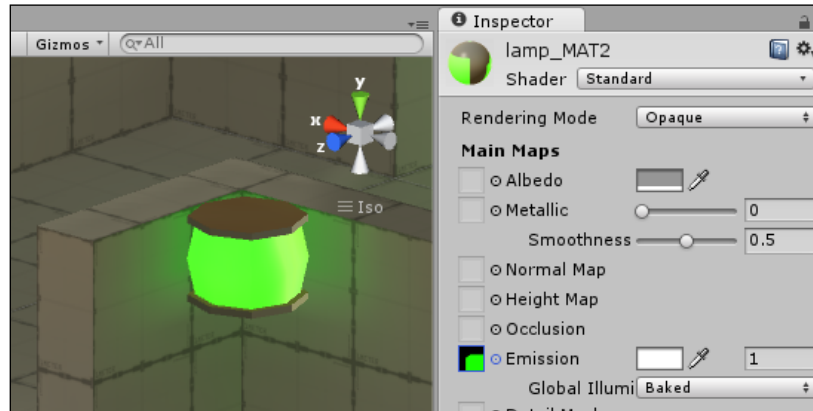 Gizmos
All
y
x
z
Iso
Inspector
lamp_MAT2
Shader Standard
Rendering Mode Opaque
Main Maps
Albedo
Metallic 0
Smoothness 0.5
Normal Map
Height Map
Occlusion
Emission 1
Global Illumi Baked